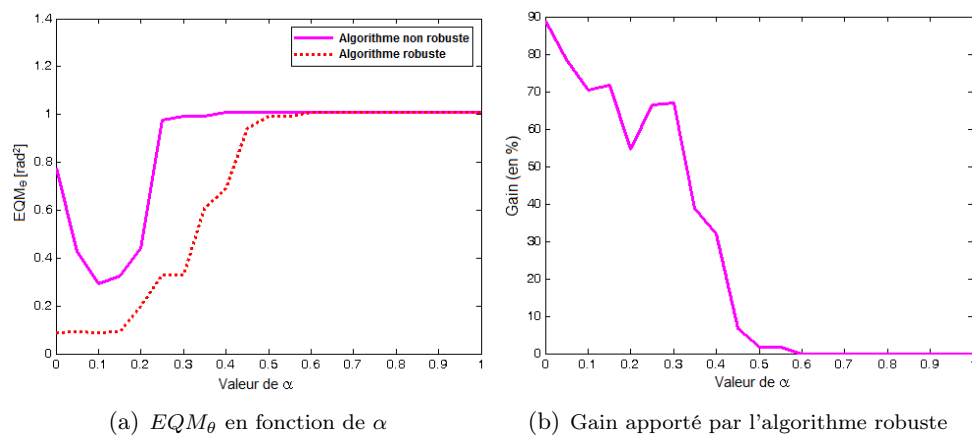 1.4
1.2
1
0.8
0.6
0.4
0.2
0
EQM_θ [rad²]
Algorithme non robuste
Algorithme robuste
0 0.1 0.2 0.3 0.4 0.5 0.6 0.7 0.8 0.9 1
Valeur de α
(a) EQM_θ en fonction de α
90
80
70
60
50
40
30
20
10
0
Gain (en %)
0 0.1 0.2 0.3 0.4 0.5 0.6 0.7 0.8 0.9
Valeur de α
(b) Gain apporté par l'algorithme robuste